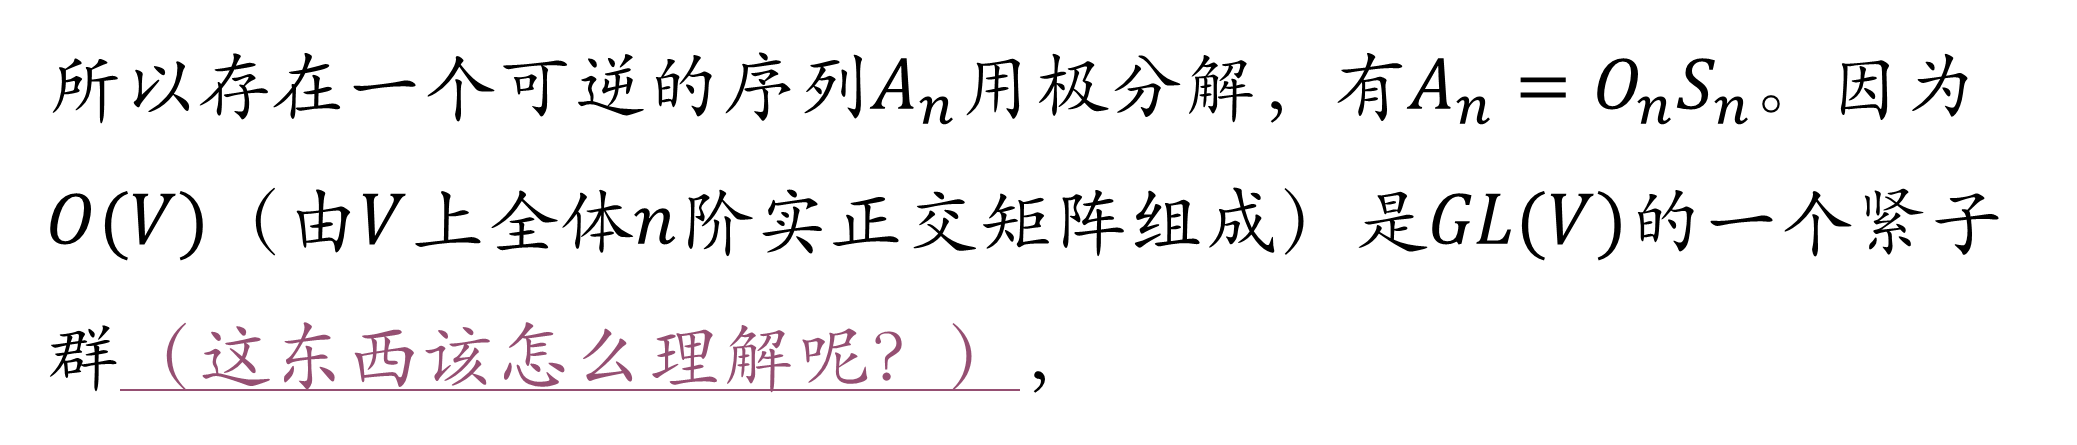 所以存在一个可逆的序列Aₙ用极分解，有Aₙ = OₙSₙ。因为
O(V)（由V上全体n阶实正交矩阵组成）是GL(V)的一个紧子
群（这东西该怎么理解呢？），